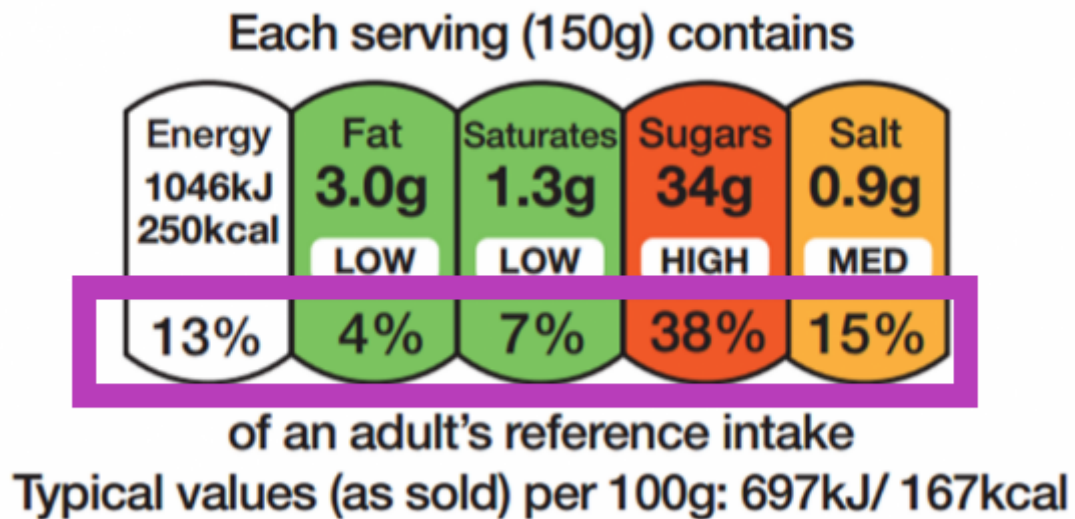 Each serving (150g) contains
Energy Fat Saturates Sugars Salt
1046kJ 3.0g 1.3g 34g 0.9g
250kcal
LOW LOW HIGH MED
13% 4% 7% 38% 15%
of an adult's reference intake
Typical values (as sold) per 100g: 697kJ/ 167kcal